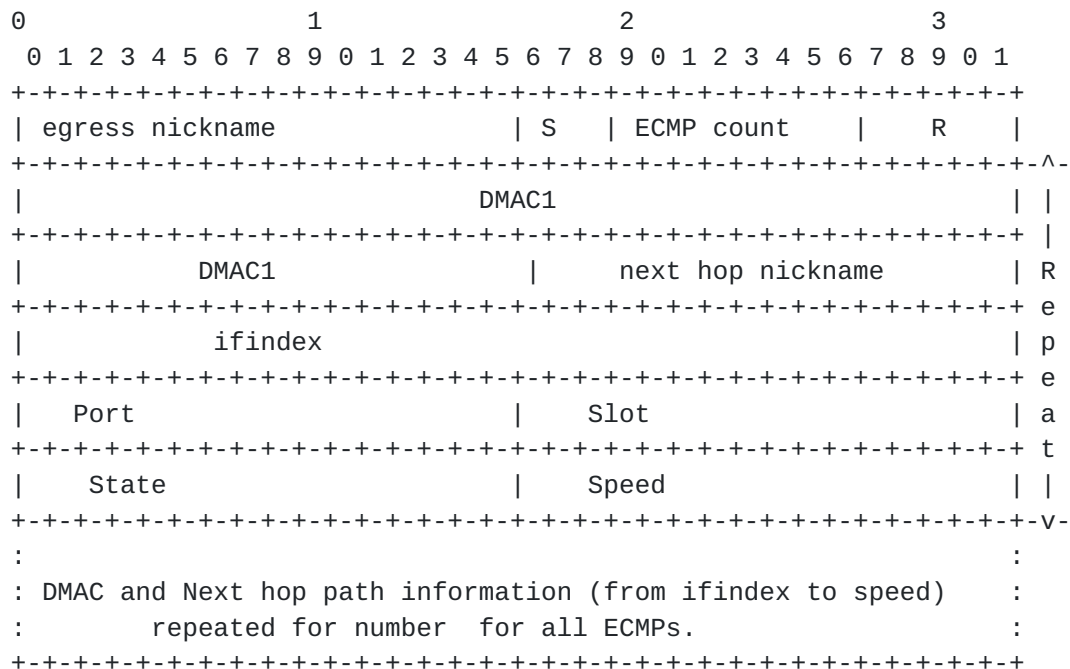 0                   1                   2                   3
 0 1 2 3 4 5 6 7 8 9 0 1 2 3 4 5 6 7 8 9 0 1 2 3 4 5 6 7 8 9 0 1
+-+-+-+-+-+-+-+-+-+-+-+-+-+-+-+-+-+-+-+-+-+-+-+-+-+-+-+-+-+-+-+-+
| egress nickname               | S   | ECMP count    |    R    |
+-+-+-+-+-+-+-+-+-+-+-+-+-+-+-+-+-+-+-+-+-+-+-+-+-+-+-+-+-+-+-+-+-^-
|                             DMAC1                             | |
+-+-+-+-+-+-+-+-+-+-+-+-+-+-+-+-+-+-+-+-+-+-+-+-+-+-+-+-+-+-+-+-+ |
|           DMAC1                |     next hop nickname        | R
+-+-+-+-+-+-+-+-+-+-+-+-+-+-+-+-+-+-+-+-+-+-+-+-+-+-+-+-+-+-+-+-+ e
|            ifindex                                            | p
+-+-+-+-+-+-+-+-+-+-+-+-+-+-+-+-+-+-+-+-+-+-+-+-+-+-+-+-+-+-+-+-+ e
|   Port                        |    Slot                       | a
+-+-+-+-+-+-+-+-+-+-+-+-+-+-+-+-+-+-+-+-+-+-+-+-+-+-+-+-+-+-+-+-+ t
|    State                      |    Speed                      | |
+-+-+-+-+-+-+-+-+-+-+-+-+-+-+-+-+-+-+-+-+-+-+-+-+-+-+-+-+-+-+-+-+-v-
:                                                               :
: DMAC and Next hop path information (from ifindex to speed)    :
:        repeated for number  for all ECMPs.                    :
+-+-+-+-+-+-+-+-+-+-+-+-+-+-+-+-+-+-+-+-+-+-+-+-+-+-+-+-+-+-+-+-+